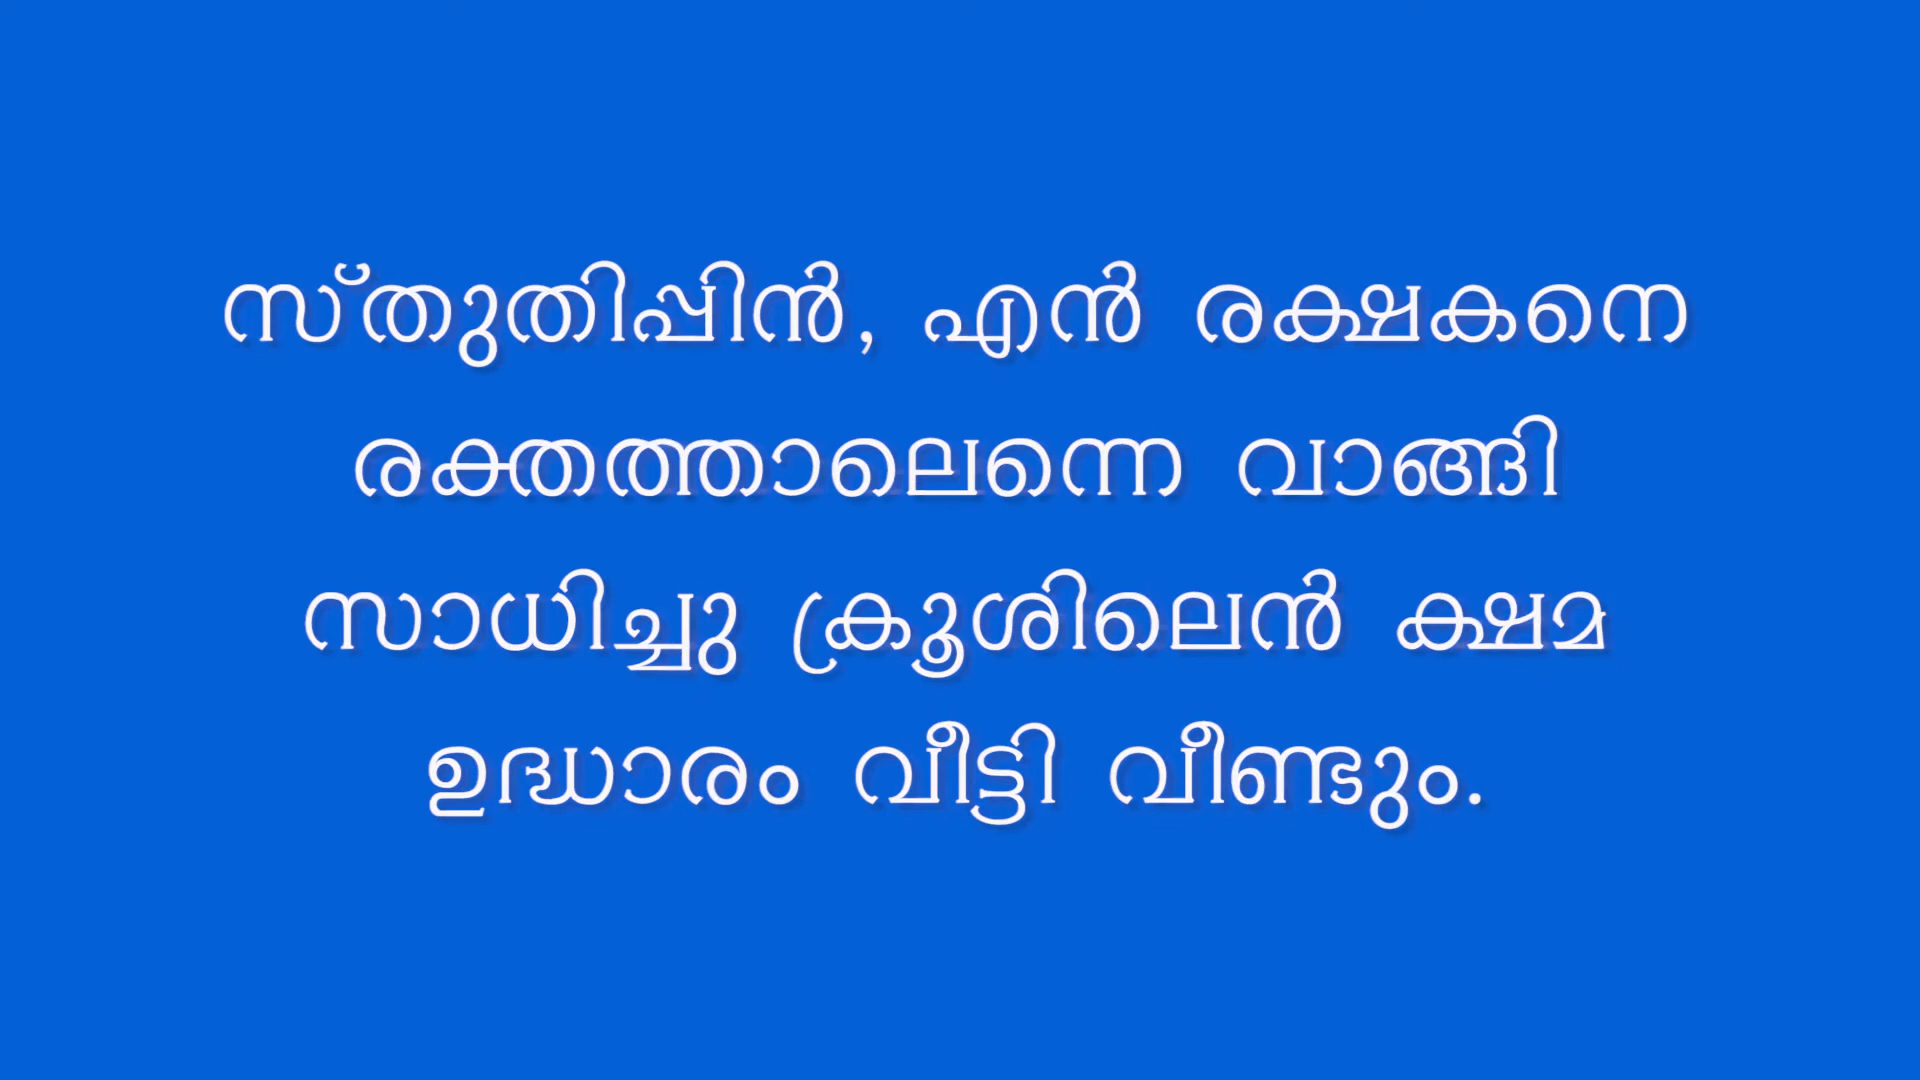 സ്തുതിപ്പിൻ, എൻ രക്ഷകനെ
രക്തത്താലെന്നെ വാങ്ങി
സാധിച്ചു ക്രൂശിലെൻ ക്ഷമ
ഉദ്ധാരം വീട്ടി വീണ്ടും.